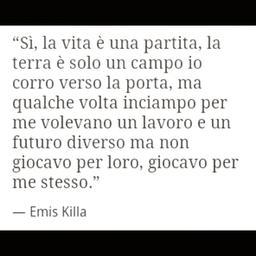 “Sì, la vita è una partita, la
terra è solo un campo io
corro verso la porta, ma
qualche volta inciampo per
me volevano un lavoro e un
futuro diverso ma non
giocavo per loro, giocavo per
me stesso.”
— Emis Killa